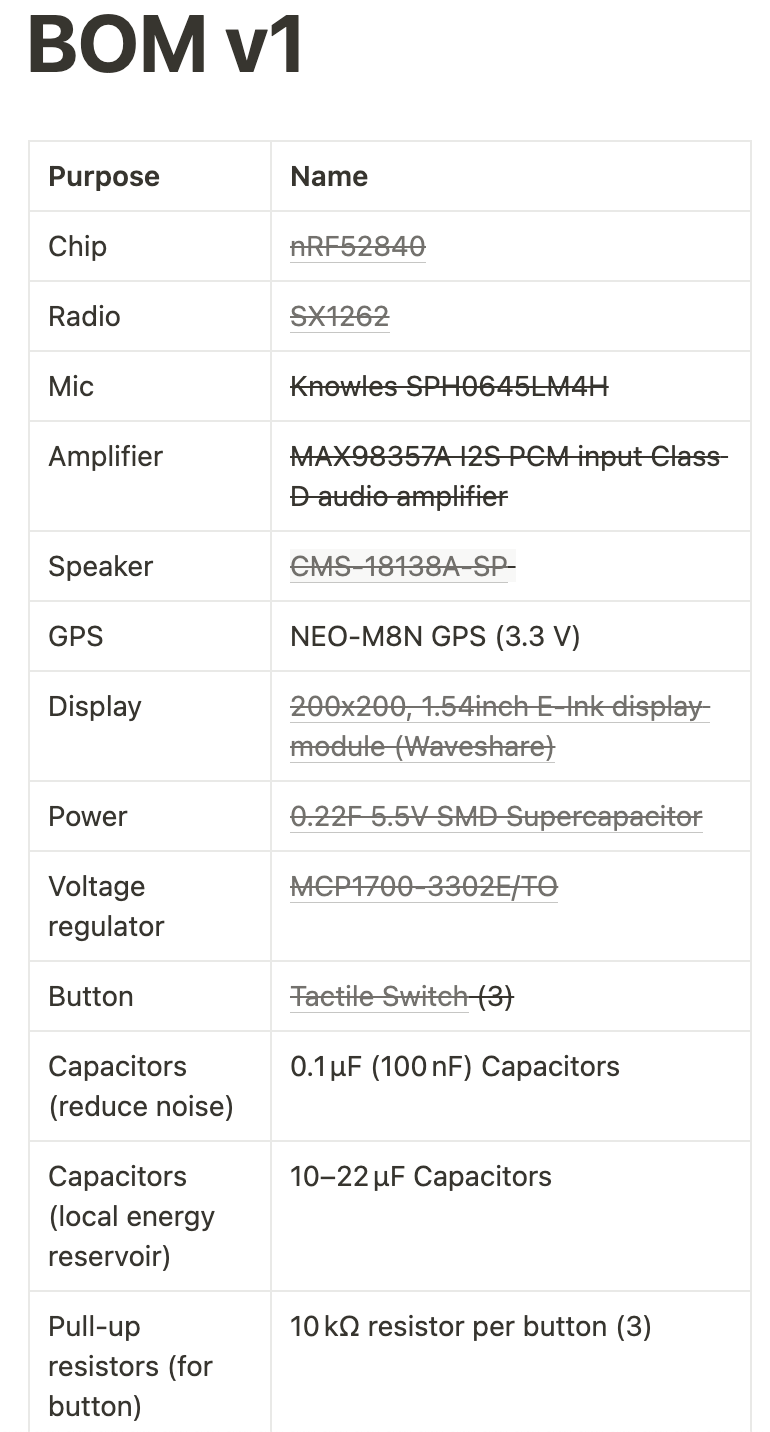 BOM v1
Purpose
Name
Chip
nRF52840
Radio
SX1262
Mic
Knowles SPH0645LM4H
Amplifier
MAX98357A I2S PCM input Class
D audio amplifier
Speaker
CMS-18138A-SP
GPS
NEO-M8N GPS (3.3 V)
Display
200x200, 1.54inch E-Ink display
module (Waveshare)
Power
0.22F 5.5V SMD Supercapacitor
Voltage
regulator
MCP1700-3302E/TO
Button
Tactile Switch (3)
Capacitors
(reduce noise)
0.1 µF (100 nF) Capacitors
Capacitors
(local energy
reservoir)
10–22 µF Capacitors
Pull-up
resistors (for
button)
10 kΩ resistor per button (3)